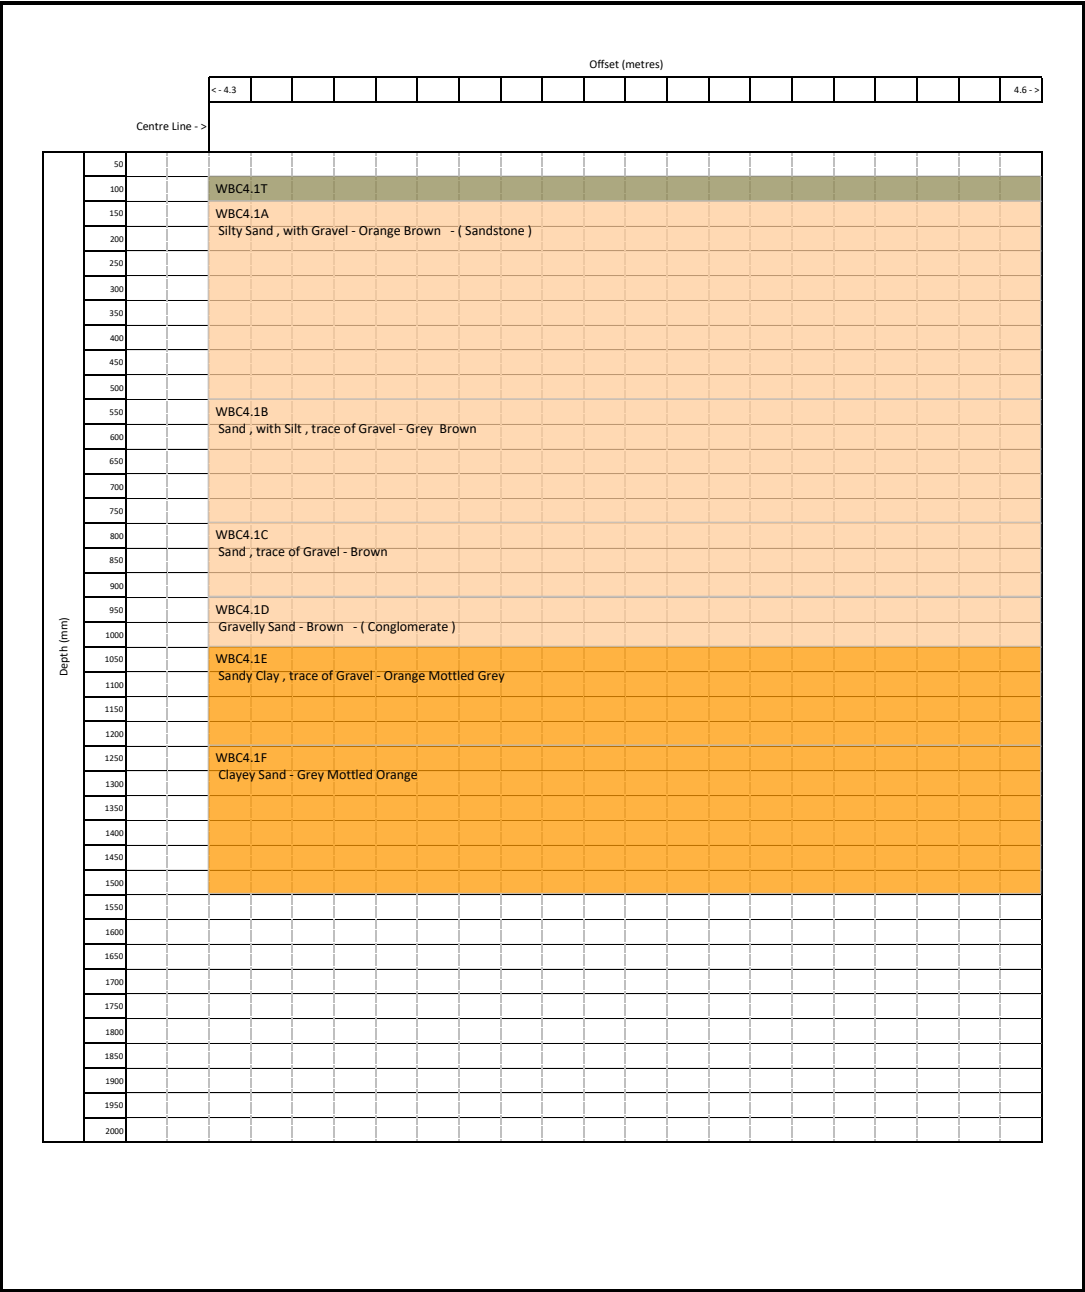 Offset (metres)
< - 4.3 4.6 - >
Centre Line - >
Depth (mm)
50
100 WBC4.1T
150 WBC4.1A
Silty Sand , with Gravel - Orange Brown - ( Sandstone )
200
250
300
350
400
450
500
550 WBC4.1B
Sand , with Silt , trace of Gravel - Grey Brown
600
650
700
750
800 WBC4.1C
Sand , trace of Gravel - Brown
850
900
950 WBC4.1D
Gravelly Sand - Brown - ( Conglomerate )
1000
1050 WBC4.1E
Sandy Clay , trace of Gravel - Orange Mottled Grey
1100
1150
1200
1250 WBC4.1F
Clayey Sand - Grey Mottled Orange
1300
1350
1400
1450
1500
1550
1600
1650
1700
1750
1800
1850
1900
1950
2000